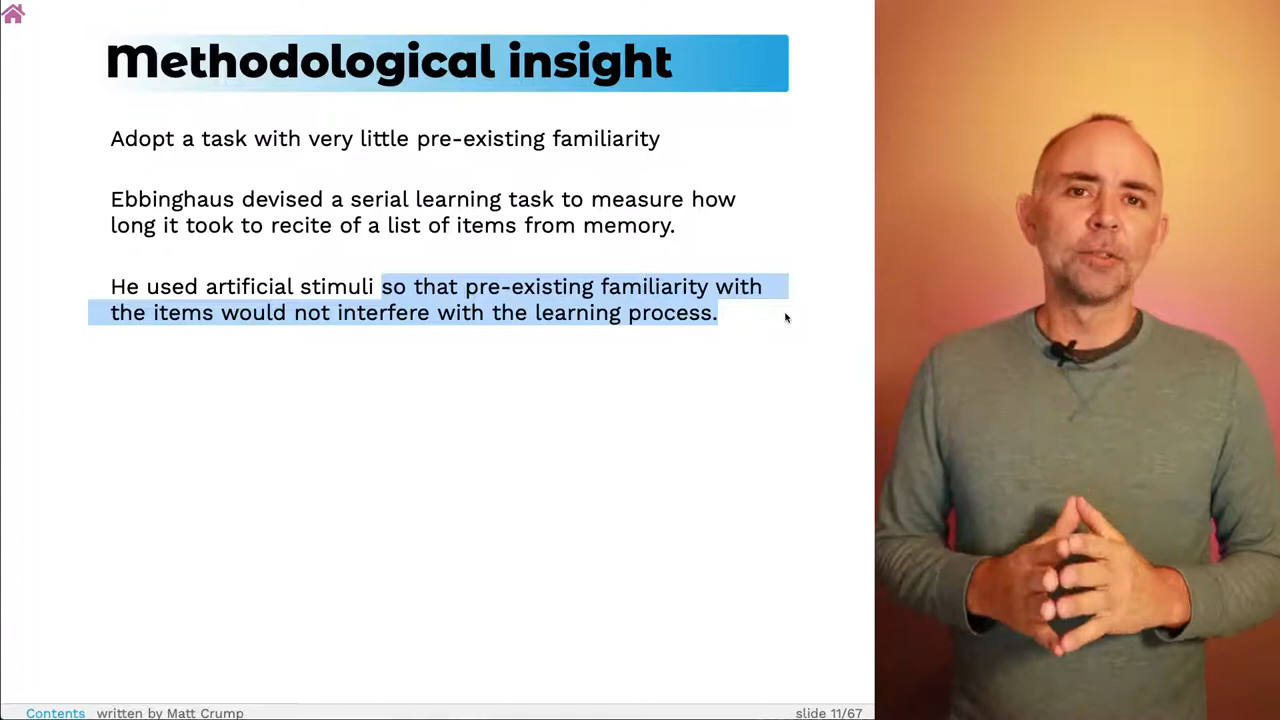 Methodological insight
Adopt a task with very little pre-existing familiarity
Ebbinghaus devised a serial learning task to measure how
long it took to recite of a list of items from memory.
He used artificial stimuli so that pre-existing familiarity with
the items would not interfere with the learning process.
Contents written by Matt Crump slide 11/67